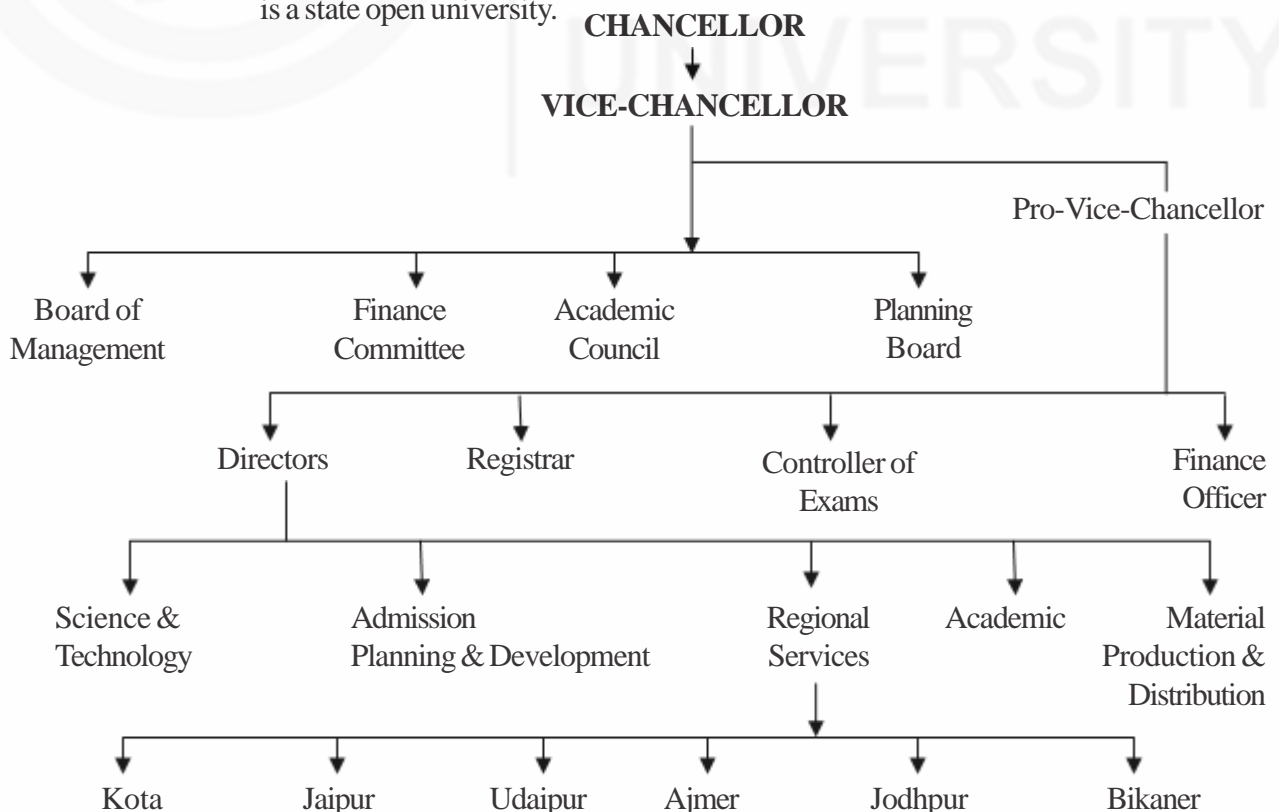 is a state open university.
UNIVERSITY
CHANCELLOR
VICE-CHANCELLOR
Pro-Vice-Chancellor
Board of
Management
Finance
Committee
Academic
Council
Planning
Board
Directors
Registrar
Controller of
Exams
Finance
Officer
Science &
Technology
Admission
Planning & Development
Regional
Services
Academic
Material
Production &
Distribution
Kota
Jaipur
Udaipur
Ajmer
Jodhpur
Bikaner